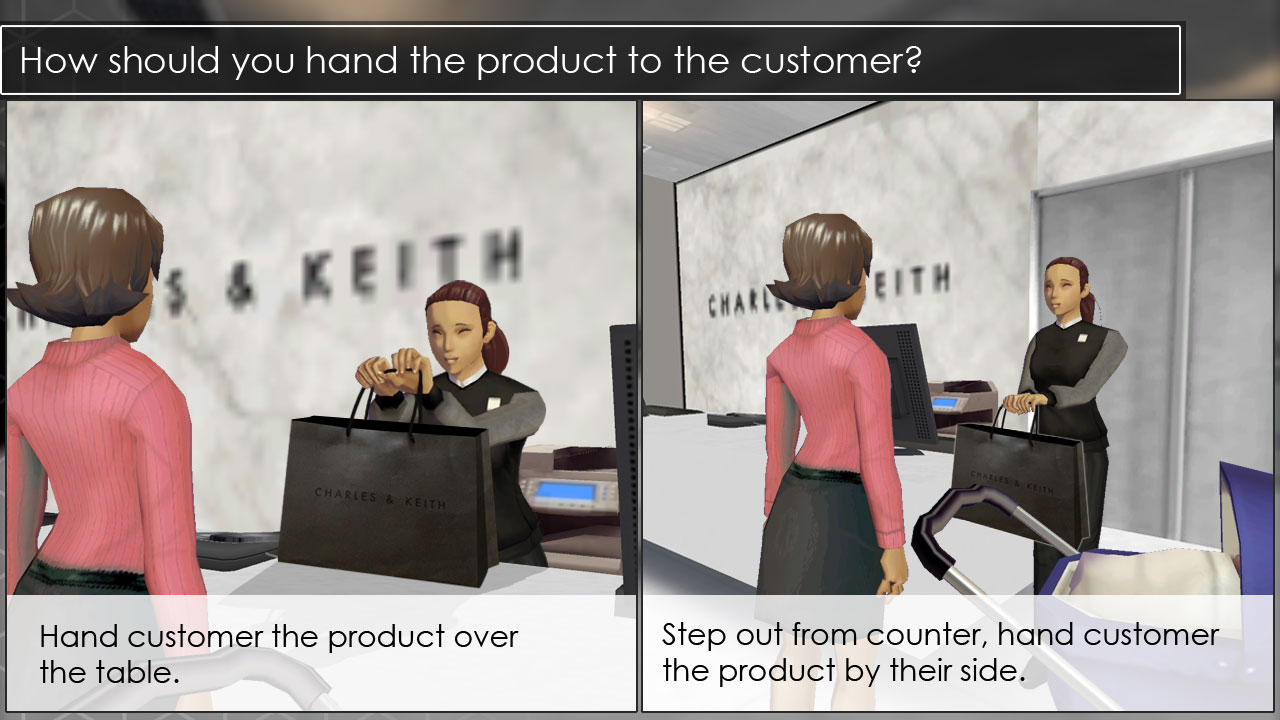 How should you hand the product to the customer?
& KEITH
CHARLES & KEITH
Hand customer the product over
the table.
KEITH
CHARLES & KEITH
Step out from counter, hand customer
the product by their side.